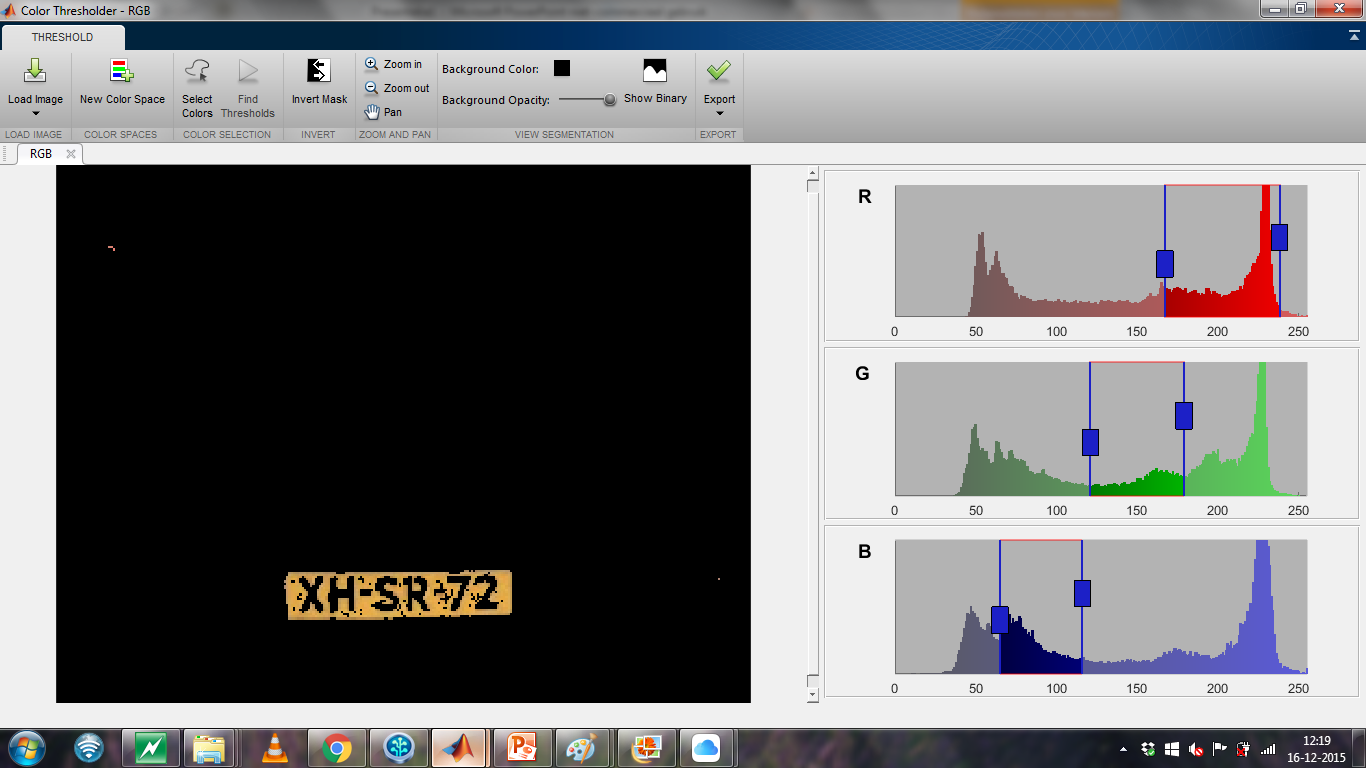 Color Thresholder - RGB
THRESHOLD
Load Image
New Color Space
Select Colors
Find Thresholds
Invert Mask
Zoom in
Zoom out
Pan
Background Color:
Background Opacity:
Show Binary
Export
LOAD IMAGE
COLOR SPACES
COLOR SELECTION
INVERT
ZOOM AND PAN
VIEW SEGMENTATION
EXPORT
RGB
XH-SR-72
R
0 50 100 150 200 250
G
0 50 100 150 200 250
B
0 50 100 150 200 250
12:19
16-12-2015